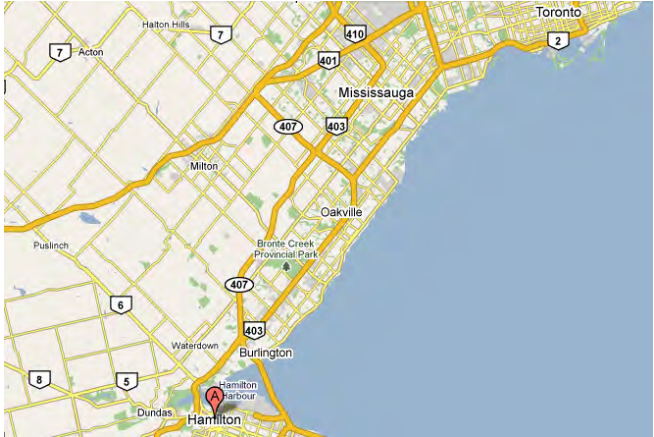 Toronto
Halton Hills
7
410
2
7
Acton
401
Mississauga
407
403
Milton
Oakville
Puslinch
Bronte Creek
Provincial Park
407
6
403
Waterdown
Burlington
8
5
Hamilton
Harbour
A
Dundas
Hamilton